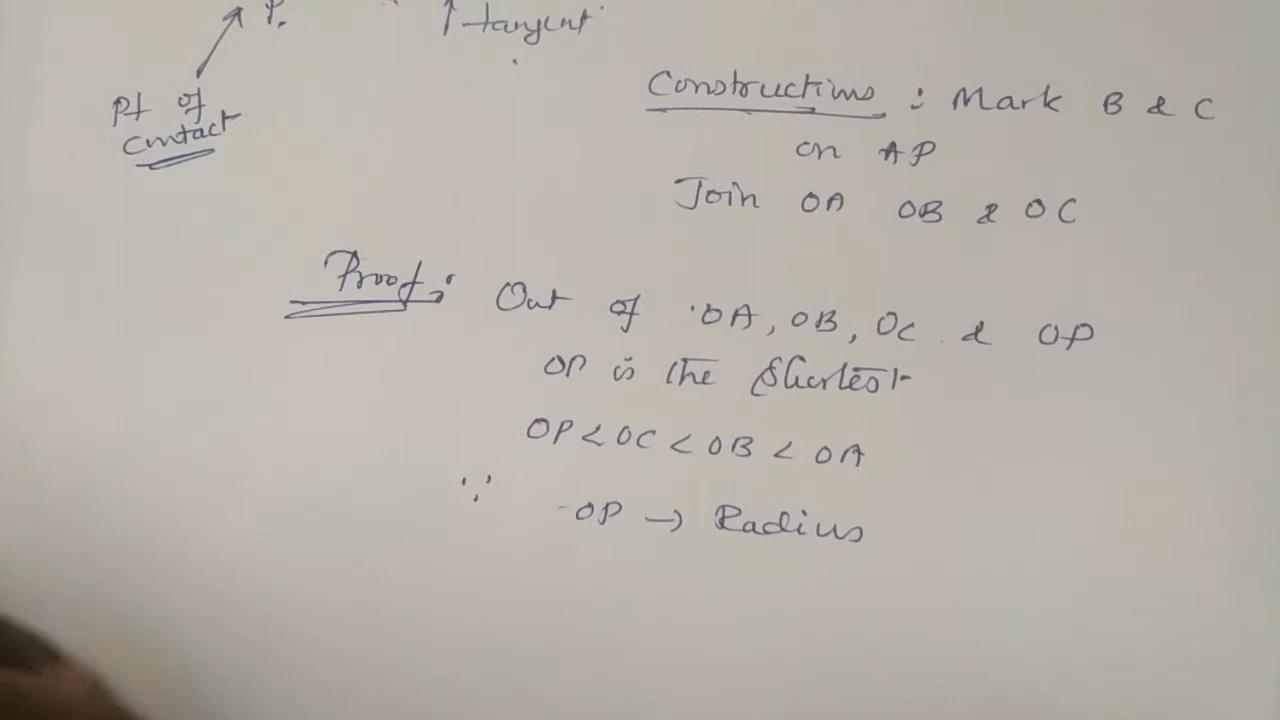 P.
tangent
Pt of
contact
Constructions : Mark B & C
on AP
Join OA OB & OC
Proof: Out of OA, OB, OC & OP
OP is the Shortest
OP < OC < OB < OA
∵ OP → Radius